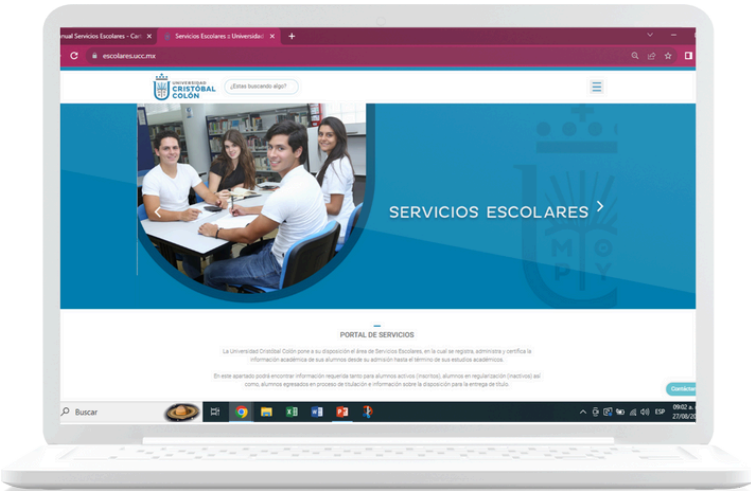 nual Servicios Escolares - Can
Servicios Escolares :: Universidad
escolares.ucc.mx
UNIVERSIDAD
CRISTÓBAL
COLÓN
¿Estas buscando algo?
SERVICIOS ESCOLARES
M O
P Y
PORTAL DE SERVICIOS
La Universidad Cristóbal Colón pone a su disposición el área de Servicios Escolares, en la cual se registra, administra y certifica la
información académica de sus alumnos desde su admisión hasta el término de sus estudios académicos.
En este apartado podrá encontrar información requerida tanto para alumnos activos (inscritos), alumnos en regularización (inactivos) así
como, alumnos egresados en proceso de titulación e información sobre la disposición para la entrega de título.
Contáctan
Buscar
ESP
09:02 a.
27/09/20